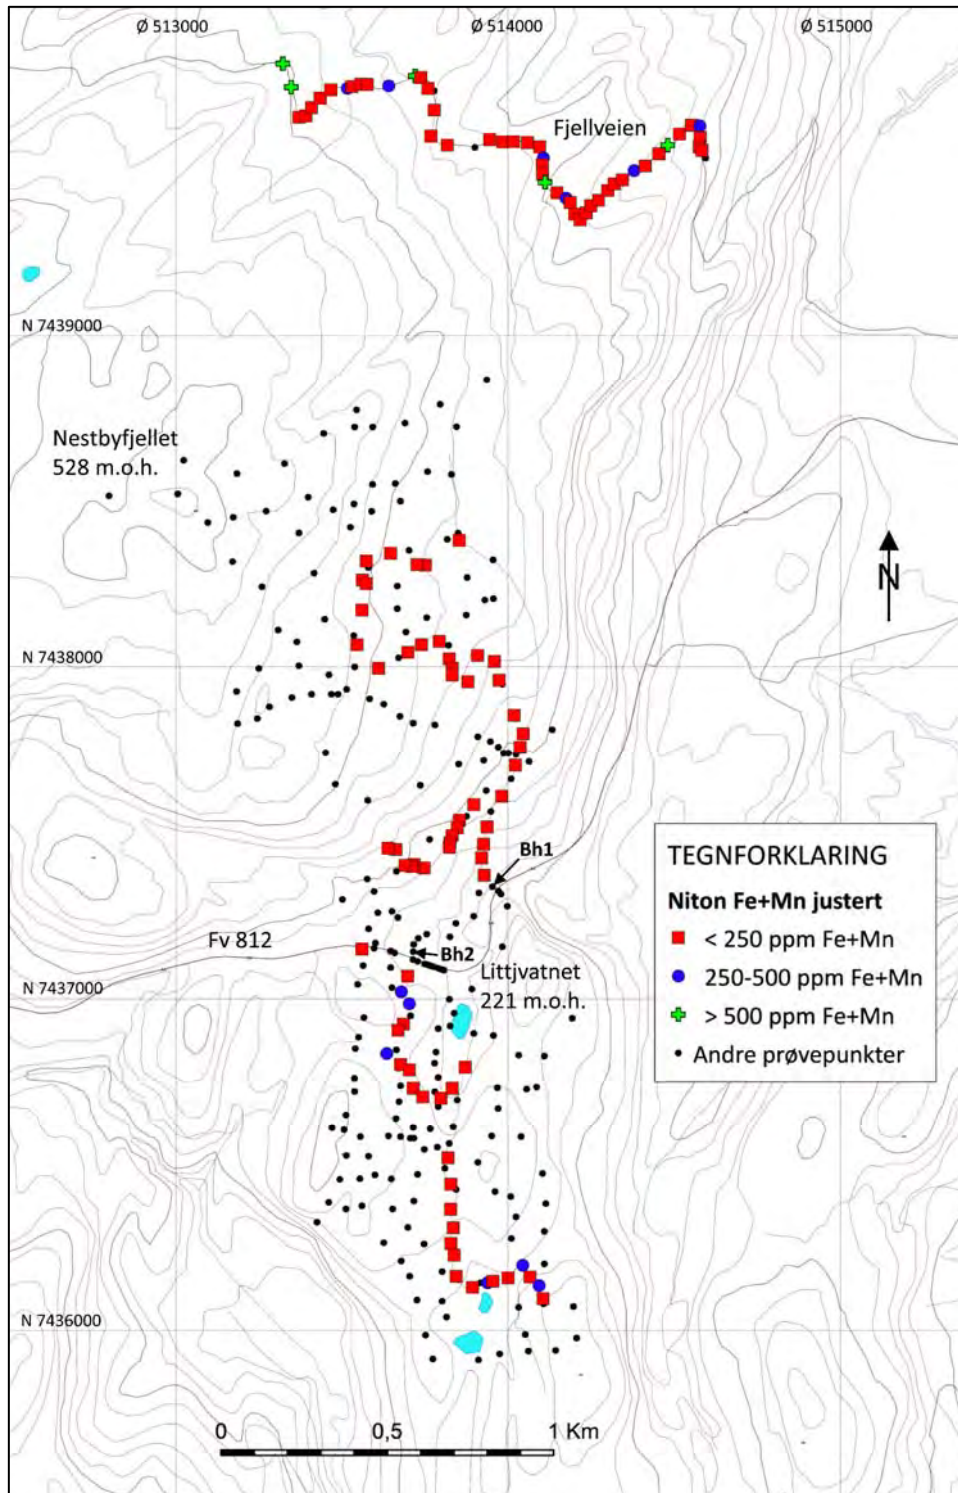 Ø 513000
Ø 514000
Ø 515000
Fjellveien
N 7439000
Nestbyfjellet
528 m.o.h.
N
N 7438000
TEGNFORKLARING
Niton Fe+Mn justert
< 250 ppm Fe+Mn
250-500 ppm Fe+Mn
> 500 ppm Fe+Mn
Andre prøvepunkter
Bh1
Fv 812
Bh2
Littjvatnet
221 m.o.h.
N 7437000
N 7436000
0
0,5
1 Km